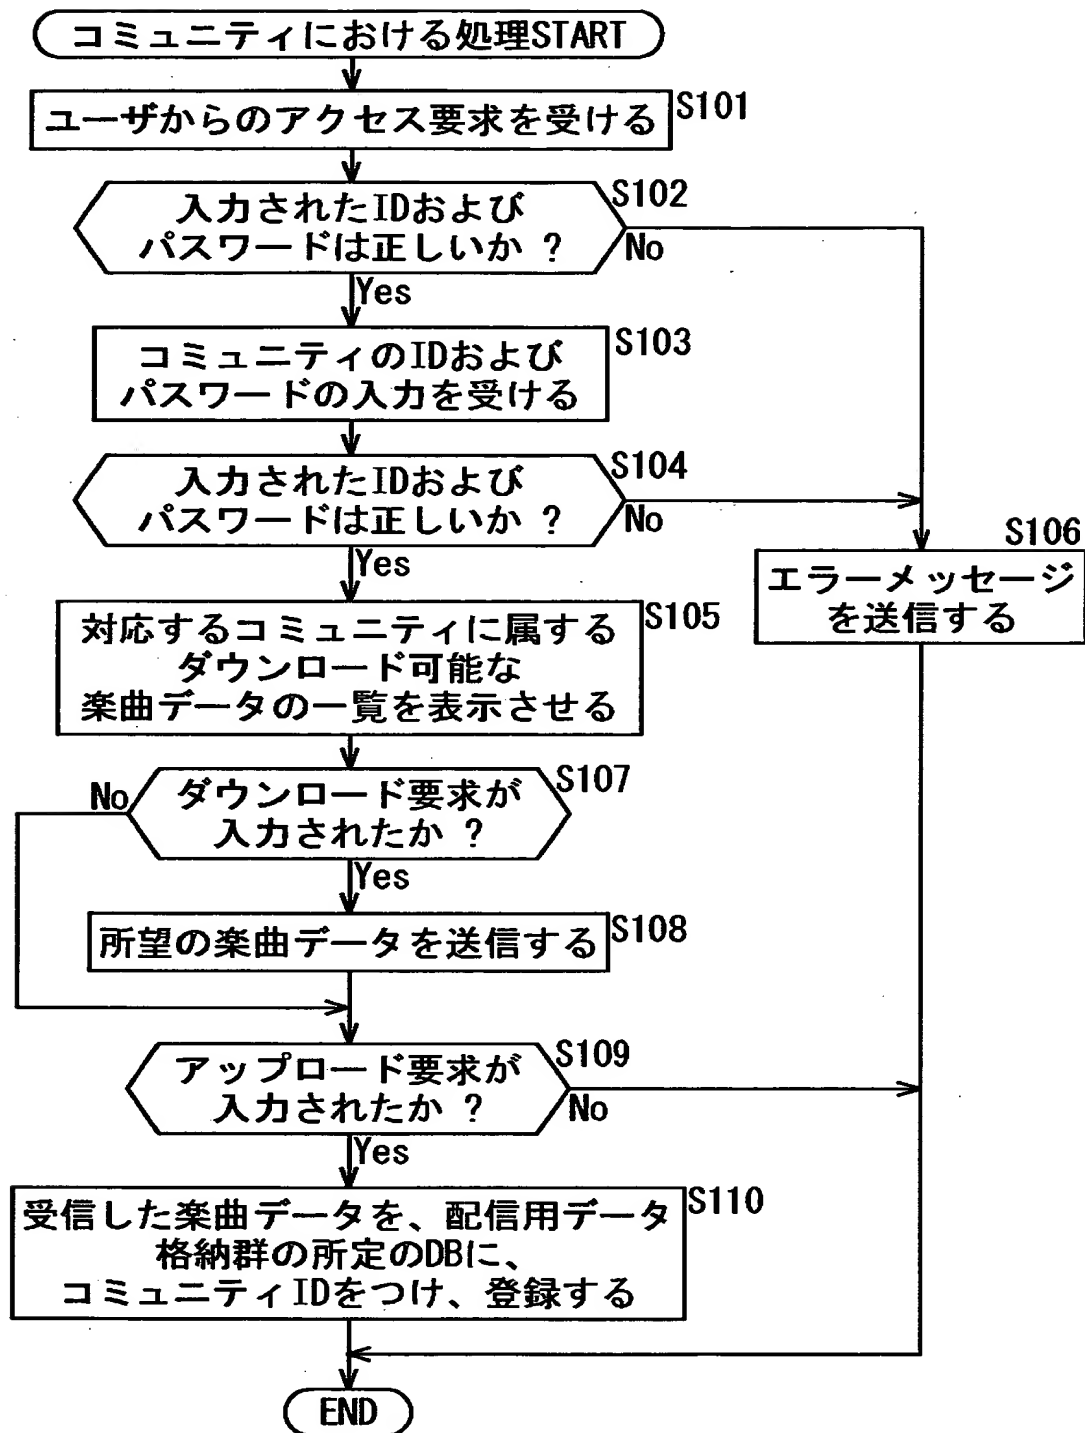 コミュニティにおける処理START
ユーザからのアクセス要求を受ける
S101
入力されたIDおよび
パスワードは正しいか ?
S102
No
Yes
コミュニティのIDおよび
パスワードの入力を受ける
S103
入力されたIDおよび
パスワードは正しいか ?
S104
No
Yes
S106
エラーメッセージ
を送信する
対応するコミュニティに属する
ダウンロード可能な
楽曲データの一覧を表示させる
S105
ダウンロード要求が
入力されたか ?
S107
No
Yes
所望の楽曲データを送信する
S108
アップロード要求が
入力されたか ?
S109
No
Yes
受信した楽曲データを、配信用データ
格納群の所定のDBに、
コミュニティIDをつけ、登録する
S110
END